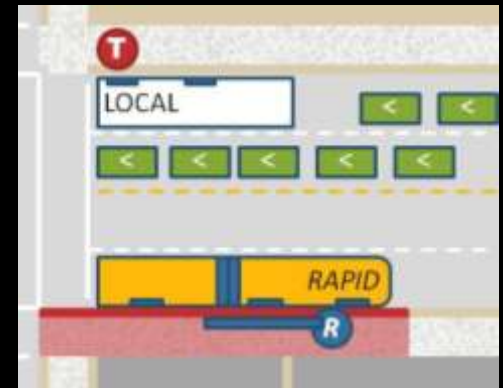 T
LOCAL
< <
< < < < <
RAPID
R